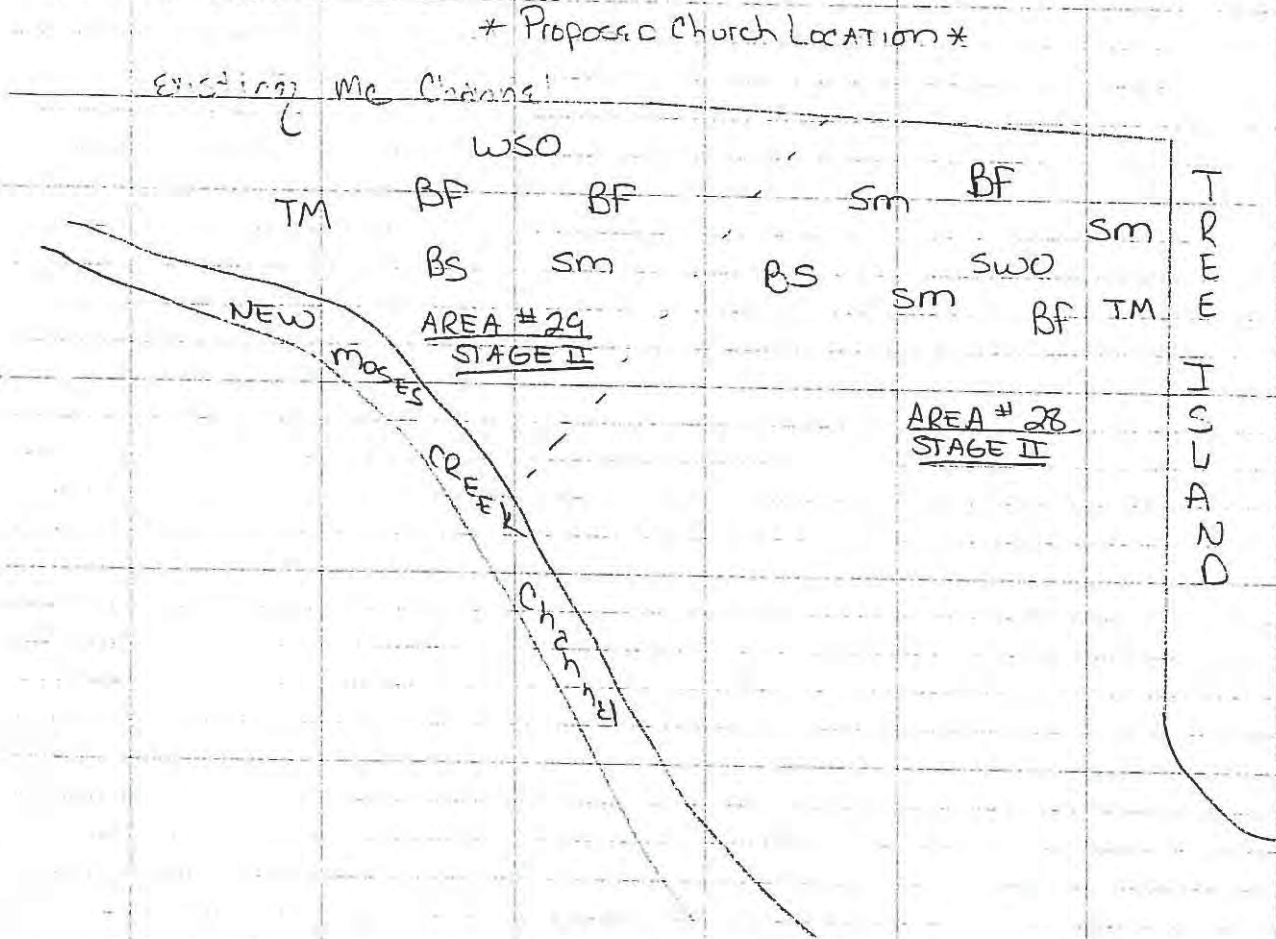 * Proposed Church Location *
Existing MC Channel
WSO
TM BF BF Sm BF
Sm
BS Sm BS SWO
Sm BF TM
NEW MOSES CREEK Channel
AREA # 29
STAGE II
AREA # 28
STAGE II
TREE ISLAND